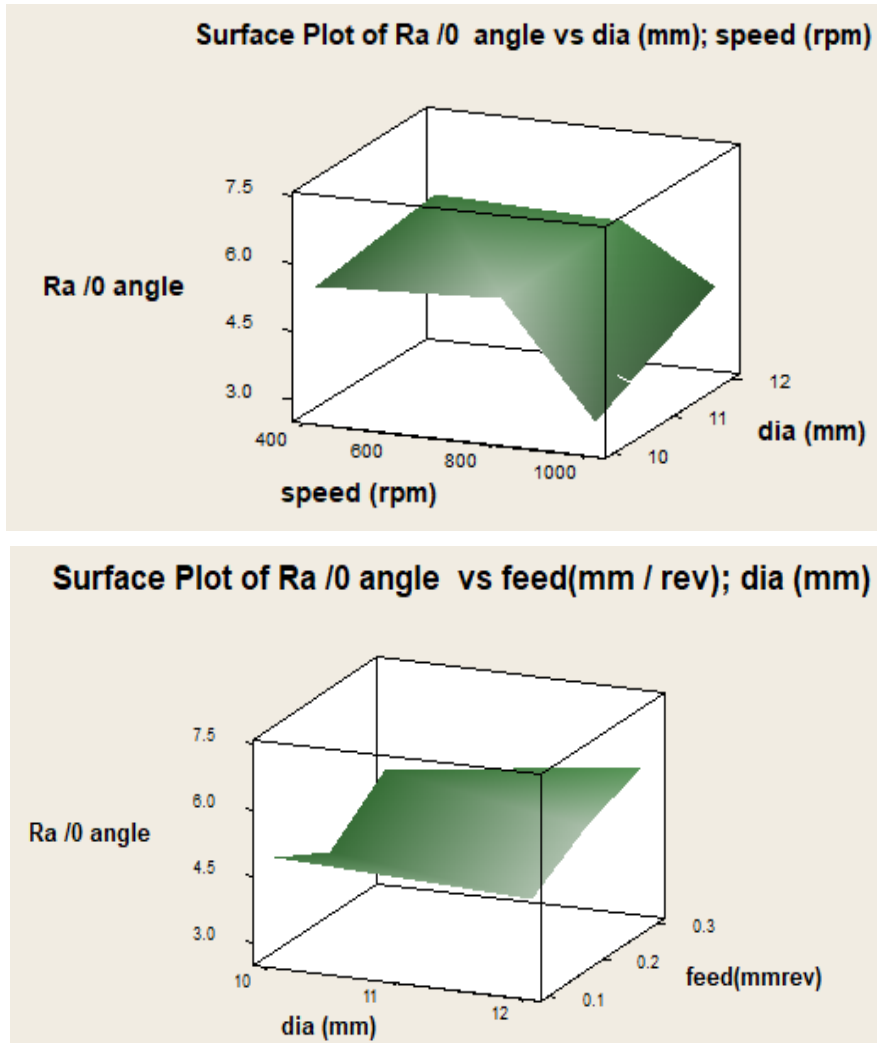 Surface Plot of Ra /0 angle vs dia (mm); speed (rpm)
7.5
6.0
4.5
3.0
Ra /0 angle
400
600
800
1000
speed (rpm)
10
11
12
dia (mm)
Surface Plot of Ra /0 angle vs feed(mm / rev); dia (mm)
7.5
6.0
4.5
3.0
Ra /0 angle
10
11
12
dia (mm)
0.1
0.2
0.3
feed(mmrev)